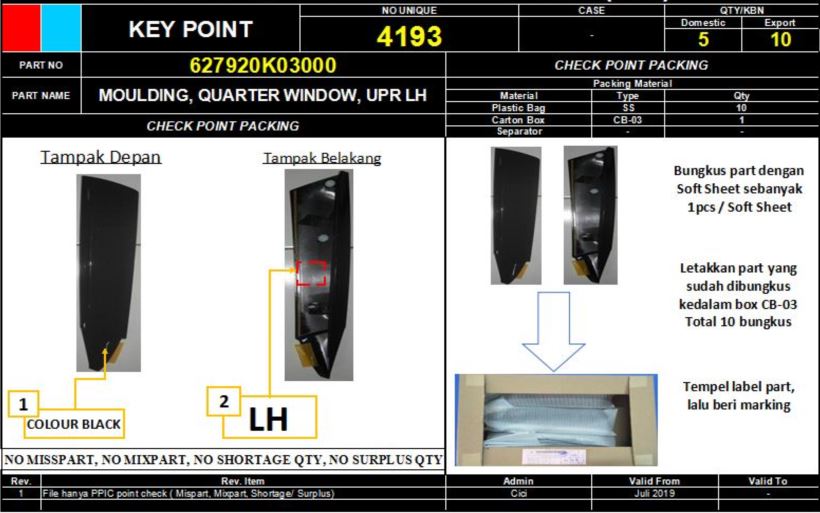 NO UNIQUE
CASE
QTY/KBN
KEY POINT
4193
-
Domestic
Export
5
10
PART NO
627920K03000
CHECK POINT PACKING
PART NAME
MOULDING, QUARTER WINDOW, UPR LH
Packing Material
Material Type Qty
Plastic Bag SS 10
Carton Box CB-03 1
Separator - -
CHECK POINT PACKING
Tampak Depan
Tampak Belakang
1
COLOUR BLACK
2
LH
Bungkus part dengan
Soft Sheet sebanyak
1pcs / Soft Sheet
Letakkan part yang
sudah dibungkus
kedalam box CB-03
Total 10 bungkus
Tempel label part,
lalu beri marking
NO MISSPART, NO MIXPART, NO SHORTAGE QTY, NO SURPLUS QTY
Rev. Rev. Item Admin Valid From Valid To
1 File hanya PPIC point check ( Mispart, Mixpart, Shortage/ Surplus) Cici Juli 2019 -